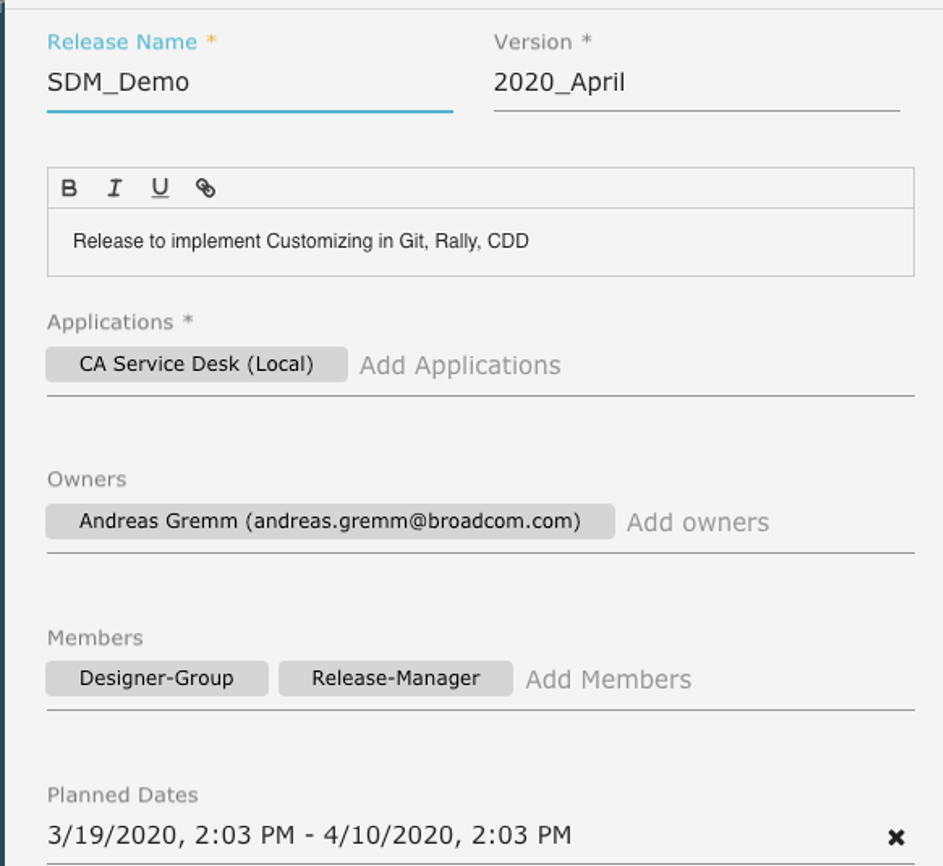 Release Name * Version *
SDM_Demo 2020_April
B I U
Release to implement Customizing in Git, Rally, CDD
Applications *
CA Service Desk (Local) Add Applications
Owners
Andreas Gremm (andreas.gremm@broadcom.com) Add owners
Members
Designer-Group Release-Manager Add Members
Planned Dates
3/19/2020, 2:03 PM - 4/10/2020, 2:03 PM